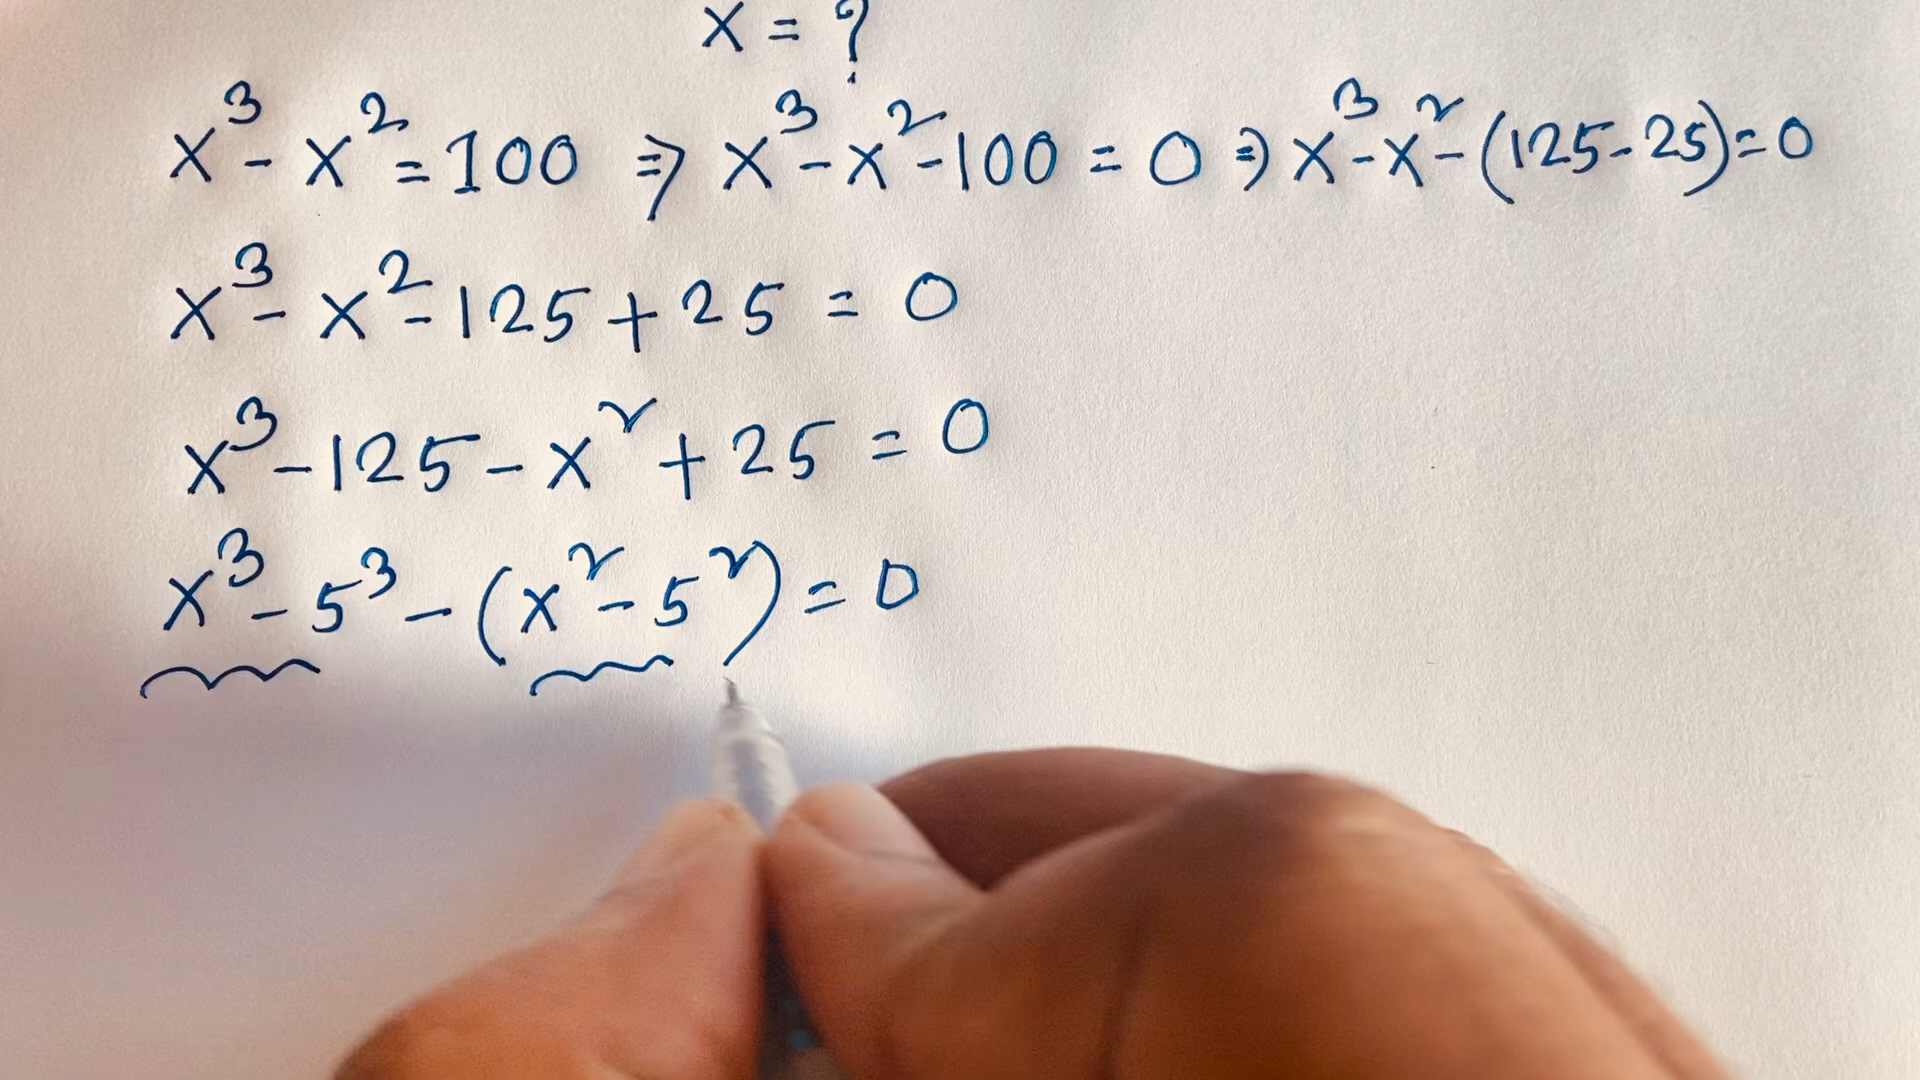 x = ?
x³ - x² = 100 ⇒ x³ - x² - 100 = 0 ⇒ x³ - x² - (125 - 25) = 0
x³ - x² - 125 + 25 = 0
x³ - 125 - x² + 25 = 0
x³ - 5³ - (x² - 5²) = 0